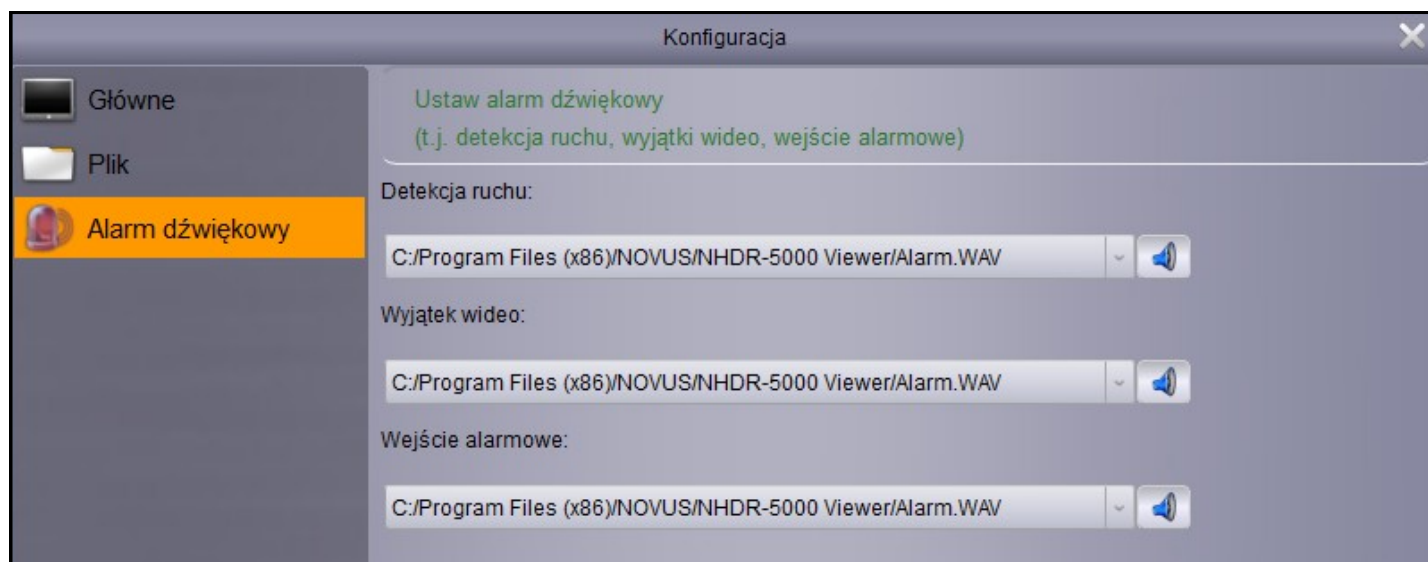 Konfiguracja
Główne
Plik
Alarm dźwiękowy
Ustaw alarm dźwiękowy
(t.j. detekcja ruchu, wyjątki wideo, wejście alarmowe)
Detekcja ruchu:
C:/Program Files (x86)/NOVUS/NHDR-5000 Viewer/Alarm.WAV
Wyjątek wideo:
C:/Program Files (x86)/NOVUS/NHDR-5000 Viewer/Alarm.WAV
Wejście alarmowe:
C:/Program Files (x86)/NOVUS/NHDR-5000 Viewer/Alarm.WAV